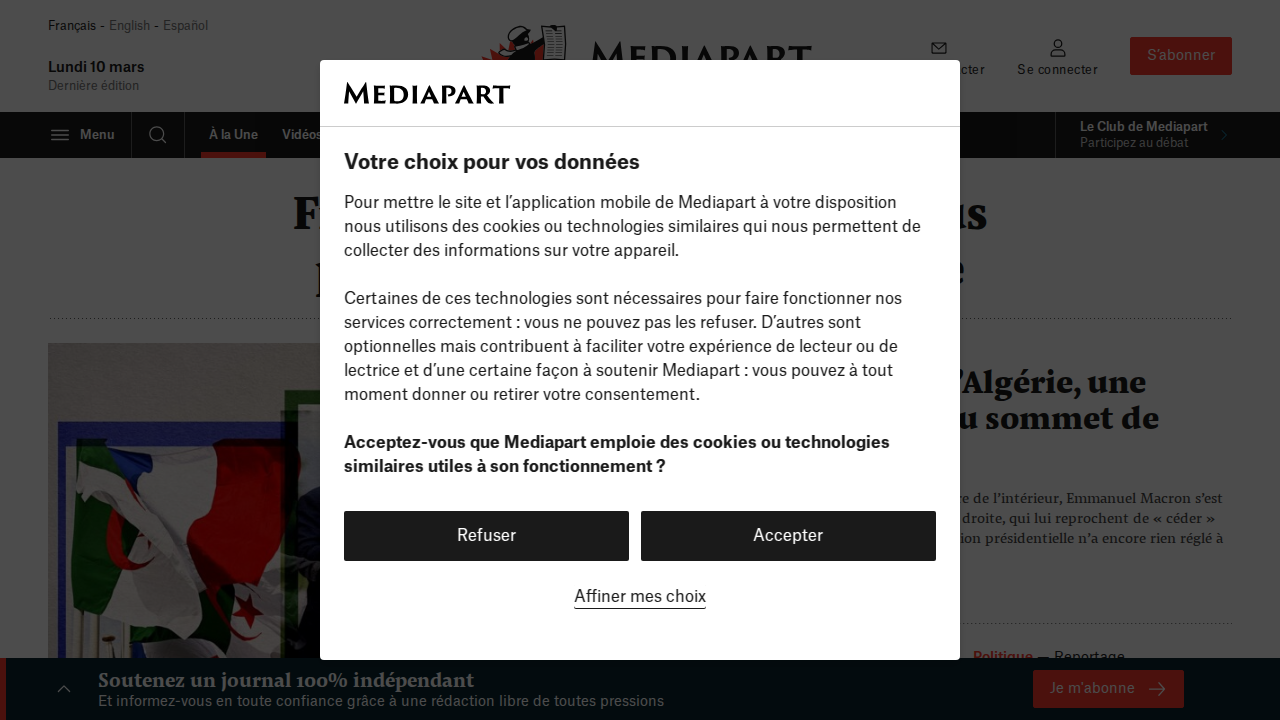 Français - English - Español
Lundi 10 mars
Dernière édition
MEDIAPART
Se connecter
S'abonner
Menu
À la Une
Vidéos
Le Club de Mediapart
Participez au débat
MEDIAPART
Votre choix pour vos données
Pour mettre le site et l'application mobile de Mediapart à votre disposition
nous utilisons des cookies ou technologies similaires qui nous permettent de
collecter des informations sur votre appareil.
Certaines de ces technologies sont nécessaires pour faire fonctionner nos
services correctement : vous ne pouvez pas les refuser. D'autres sont
optionnelles mais contribuent à faciliter votre expérience de lecteur ou de
lectrice et d'une certaine façon à soutenir Mediapart : vous pouvez à tout
moment donner ou retirer votre consentement.
Acceptez-vous que Mediapart emploie des cookies ou technologies
similaires utiles à son fonctionnement ?
Refuser
Accepter
Affiner mes choix
l'Algérie, une
sommet de
de l'intérieur, Emmanuel Macron s'est
droite, qui lui reproche de « céder »
présidentielle n'a encore rien réglé à
Politique — Reportage
Soutenez un journal 100% indépendant
Et informez-vous en toute confiance grâce à une rédaction libre de toutes pressions
Je m'abonne